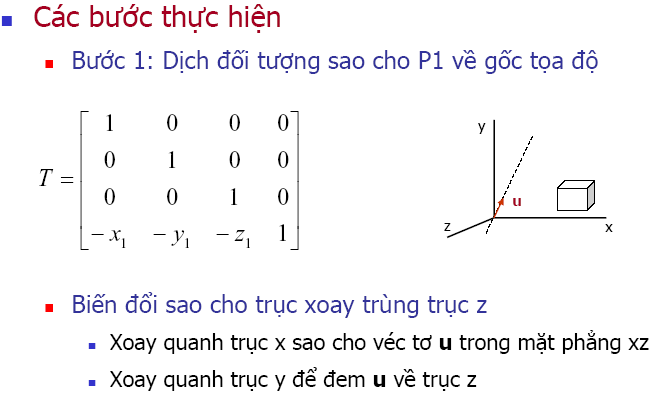 Các bước thực hiện
Bước 1: Dịch đối tượng sao cho P1 về gốc tọa độ
1 0 0 0
0 1 0 0
T =
0 0 1 0
-x₁ -y₁ -z₁ 1
y
u
z
x
Biến đổi sao cho trục xoay trùng trục z
Xoay quanh trục x sao cho véc tơ u trong mặt phẳng xz
Xoay quanh trục y để đem u về trục z